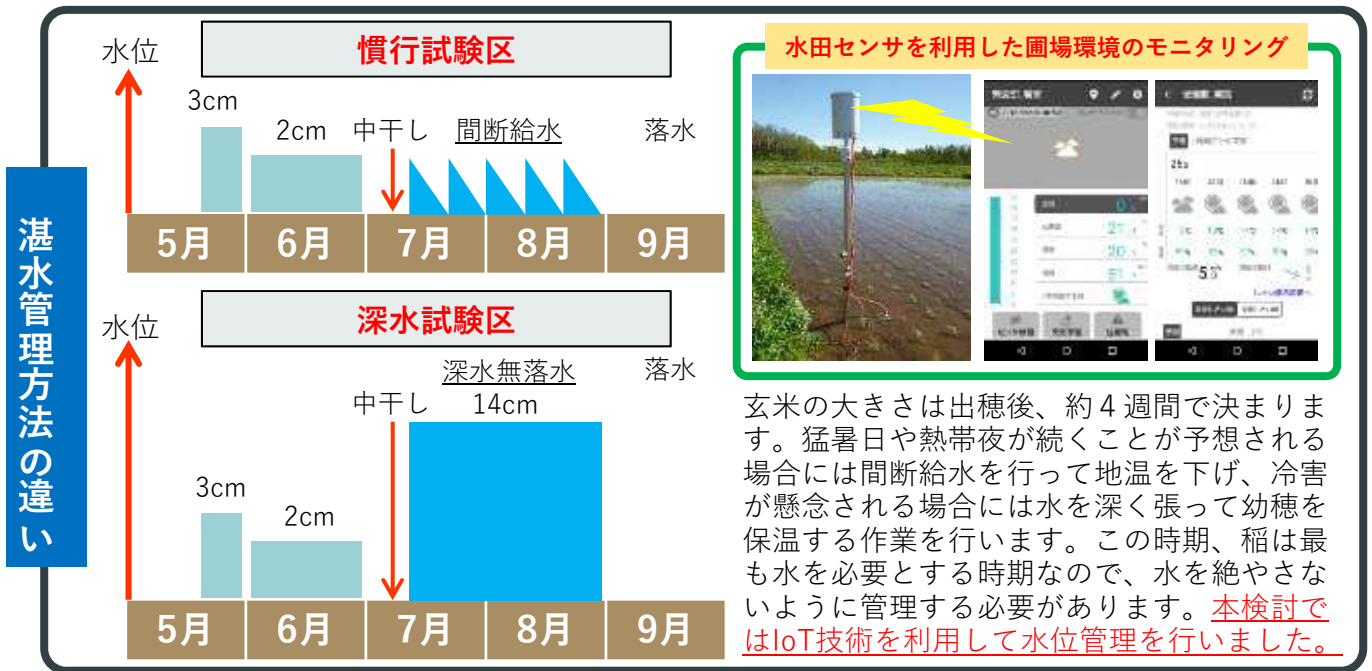 湛水管理方法の違い
慣行試験区
水位
3cm
2cm
中干し
間断給水
落水
5月
6月
7月
8月
9月
深水試験区
水位
3cm
2cm
中干し
深水無落水
14cm
落水
5月
6月
7月
8月
9月
水田センサを利用した圃場環境のモニタリング
玄米の大きさは出穂後、約４週間で決まりま
す。猛暑日や熱帯夜が続くことが予想される
場合には間断給水を行って地温を下げ、冷害
が懸念される場合には水を深く張って幼穂を
保温する作業を行います。この時期、稲は最
も水を必要とする時期なので、水を絶やさな
いように管理する必要があります。本検討で
はIoT技術を利用して水位管理を行いました。